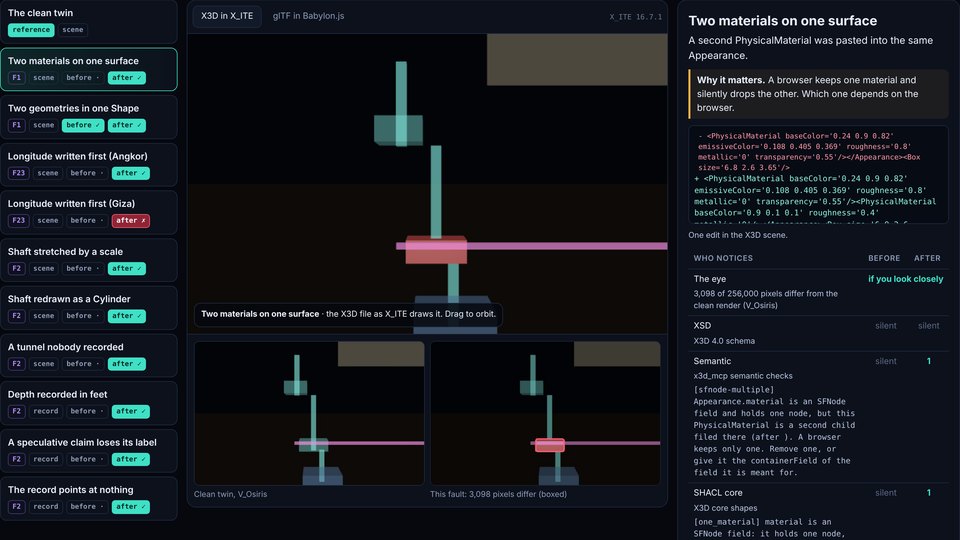 The clean twin
reference scene
Two materials on one surface
F1 scene before · after ✓
Two geometries in one Shape
F1 scene before ✓ after ✓
Longitude written first (Angkor)
F23 scene before · after ✓
Longitude written first (Giza)
F23 scene before · after ✗
Shaft stretched by a scale
F2 scene before · after ✓
Shaft redrawn as a Cylinder
F2 scene before · after ✓
A tunnel nobody recorded
F2 scene before · after ✓
Depth recorded in feet
F2 record before · after ✓
A speculative claim loses its label
F2 record before · after ✓
The record points at nothing
F2 record before · after ✓
X3D in X_ITE glTF in Babylon.js X_ITE 16.7.1
Two materials on one surface · the X3D file as X_ITE draws it. Drag to orbit.
Clean twin, V_Osiris
This fault: 3,098 pixels differ (boxed)
Two materials on one surface
A second PhysicalMaterial was pasted into the same
Appearance.
Why it matters. A browser keeps one material and
silently drops the other. Which one depends on the
browser.
- <PhysicalMaterial baseColor='0.24 0.9 0.82'
emissiveColor='0.108 0.405 0.369' roughness='0.8'
metallic='0' transparency='0.55'/></Appearance><Box
size='6.8 2.6 3.65'/>
+ <PhysicalMaterial baseColor='0.24 0.9 0.82'
emissiveColor='0.108 0.405 0.369' roughness='0.8'
metallic='0' transparency='0.55'/><PhysicalMaterial
baseColor='0.9 0.1 0.1' roughness='0.4'
One edit in the X3D scene.
WHO NOTICES BEFORE AFTER
The eye if you look closely
3,098 of 256,000 pixels differ from the
clean render (V_Osiris)
XSD silent silent
X3D 4.0 schema
Semantic silent 1
x3d_mcp semantic checks
[sfnode-multiple]
Appearance.material is an SFNode
field and holds one node, but this
PhysicalMaterial is a second child
filed there (after ). A browser
keeps only one. Remove one, or
give it the containerField of the
field it is meant for.
SHACL core silent 1
X3D core shapes
[one_material] material is an
SFNode field: it holds one node,